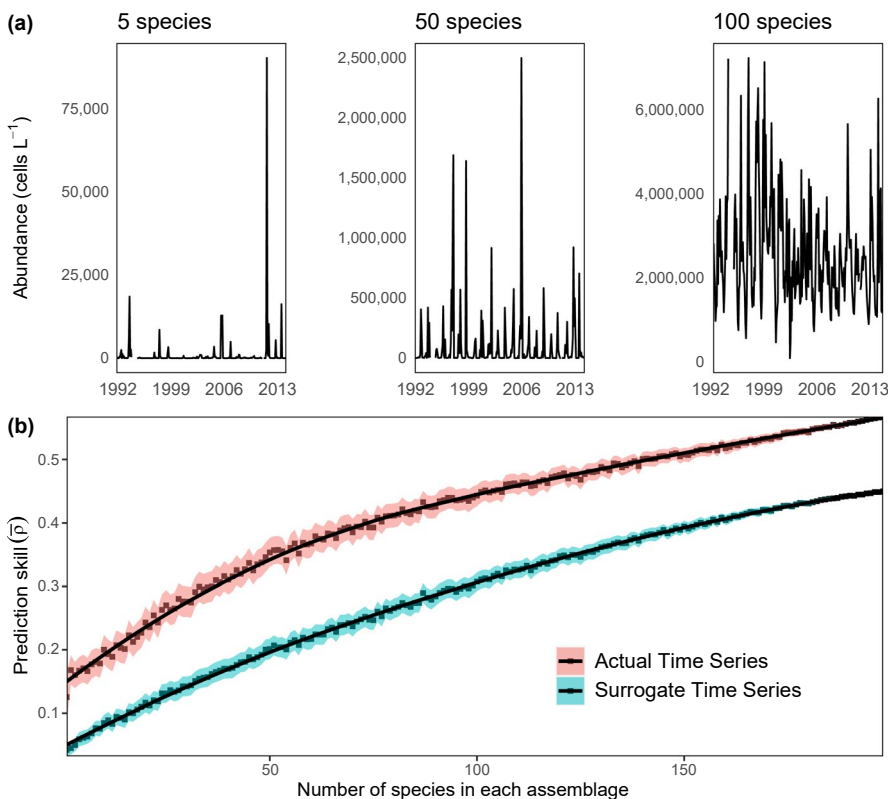 (a)
5 species
50 species
100 species
Abundance (cells L⁻¹)
75,000
50,000
25,000
0
1992 1999 2006 2013
2,500,000
2,000,000
1,500,000
1,000,000
500,000
0
1992 1999 2006 2013
6,000,000
4,000,000
2,000,000
0
1992 1999 2006 2013
(b)
Prediction skill (ρ̅)
0.5
0.4
0.3
0.2
0.1
Actual Time Series
Surrogate Time Series
50 100 150
Number of species in each assemblage